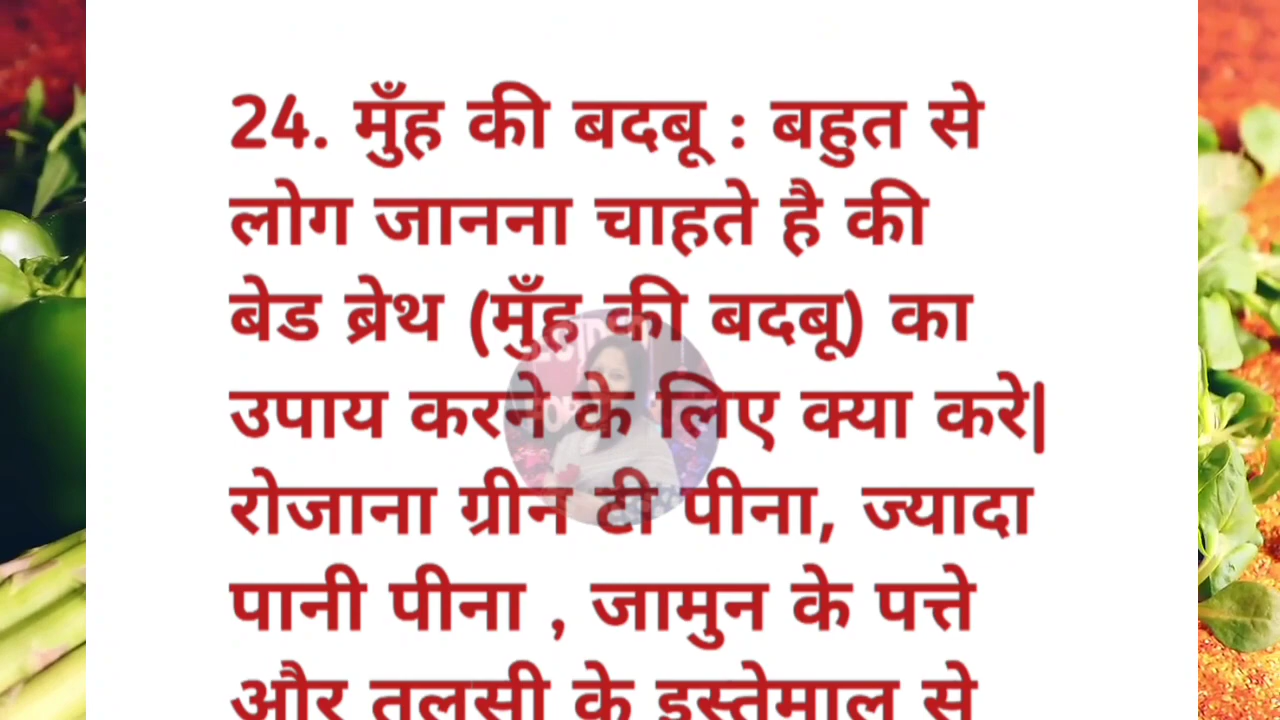 24. मुँह की बदबू : बहुत से
लोग जानना चाहते है की
बेड ब्रेथ (मुँह की बदबू) का
उपाय करने के लिए क्या करे|
रोजाना ग्रीन टी पीना, ज्यादा
पानी पीना , जामुन के पत्ते
और तुलसी के इस्तेमाल से